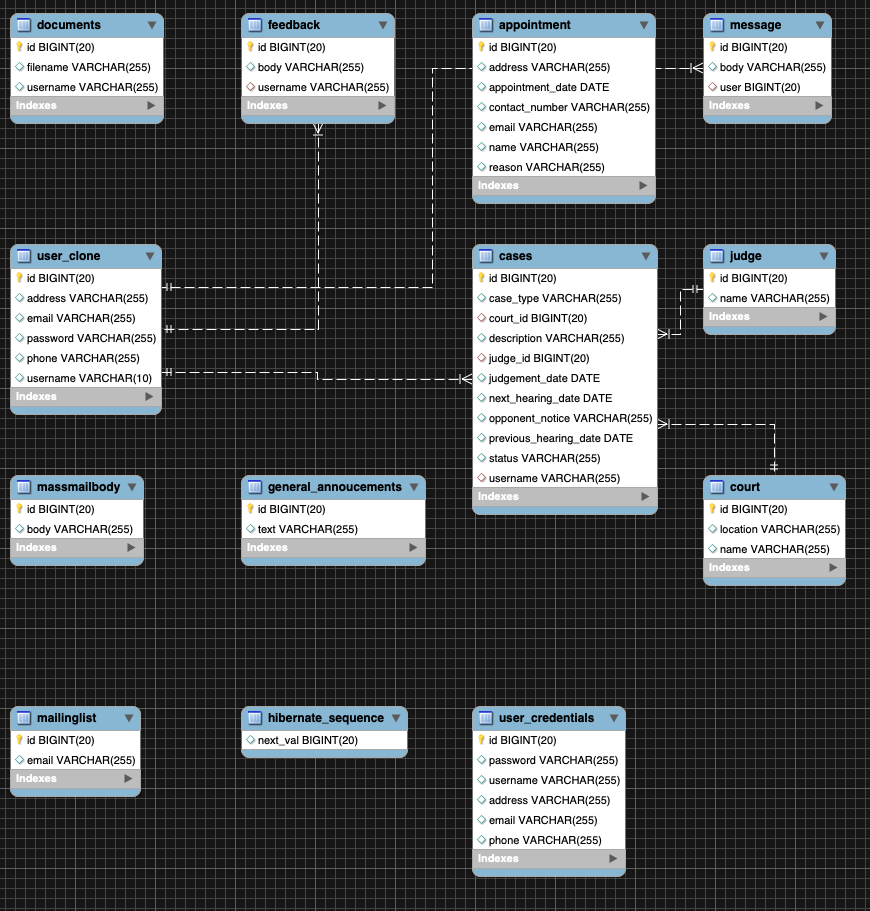 documents
id BIGINT(20)
filename VARCHAR(255)
username VARCHAR(255)
Indexes
feedback
id BIGINT(20)
body VARCHAR(255)
username VARCHAR(255)
Indexes
appointment
id BIGINT(20)
address VARCHAR(255)
appointment_date DATE
contact_number VARCHAR(255)
email VARCHAR(255)
name VARCHAR(255)
reason VARCHAR(255)
Indexes
message
id BIGINT(20)
body VARCHAR(255)
user BIGINT(20)
Indexes
user_clone
id BIGINT(20)
address VARCHAR(255)
email VARCHAR(255)
password VARCHAR(255)
phone VARCHAR(255)
username VARCHAR(10)
Indexes
cases
id BIGINT(20)
case_type VARCHAR(255)
court_id BIGINT(20)
description VARCHAR(255)
judge_id BIGINT(20)
judgement_date DATE
next_hearing_date DATE
opponent_notice VARCHAR(255)
previous_hearing_date DATE
status VARCHAR(255)
username VARCHAR(255)
Indexes
judge
id BIGINT(20)
name VARCHAR(255)
Indexes
massmailbody
id BIGINT(20)
body VARCHAR(255)
Indexes
general_annoucements
id BIGINT(20)
text VARCHAR(255)
Indexes
court
id BIGINT(20)
location VARCHAR(255)
name VARCHAR(255)
Indexes
mailinglist
id BIGINT(20)
email VARCHAR(255)
Indexes
hibernate_sequence
next_val BIGINT(20)
user_credentials
id BIGINT(20)
password VARCHAR(255)
username VARCHAR(255)
address VARCHAR(255)
email VARCHAR(255)
phone VARCHAR(255)
Indexes